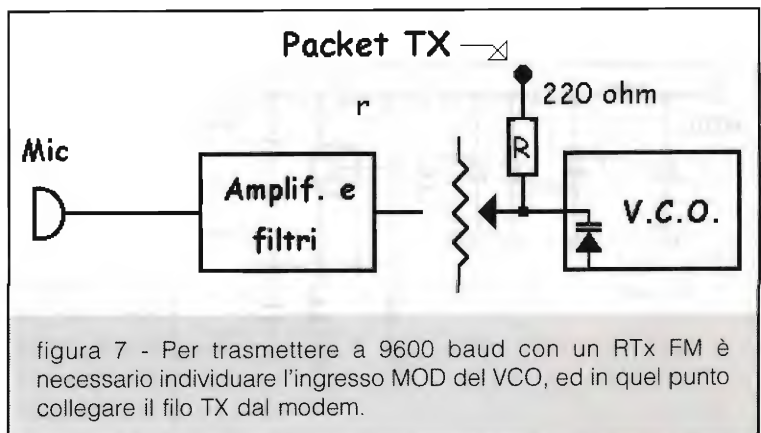 Packet TX
220 ohm
r
Mic
R
Amplif. e
filtri
V.C.O.
figura 7 - Per trasmettere a 9600 baud con un RTx FM è
necessario individuare l'ingresso MOD del VCO, ed in quel punto
collegare il filo TX dal modem.